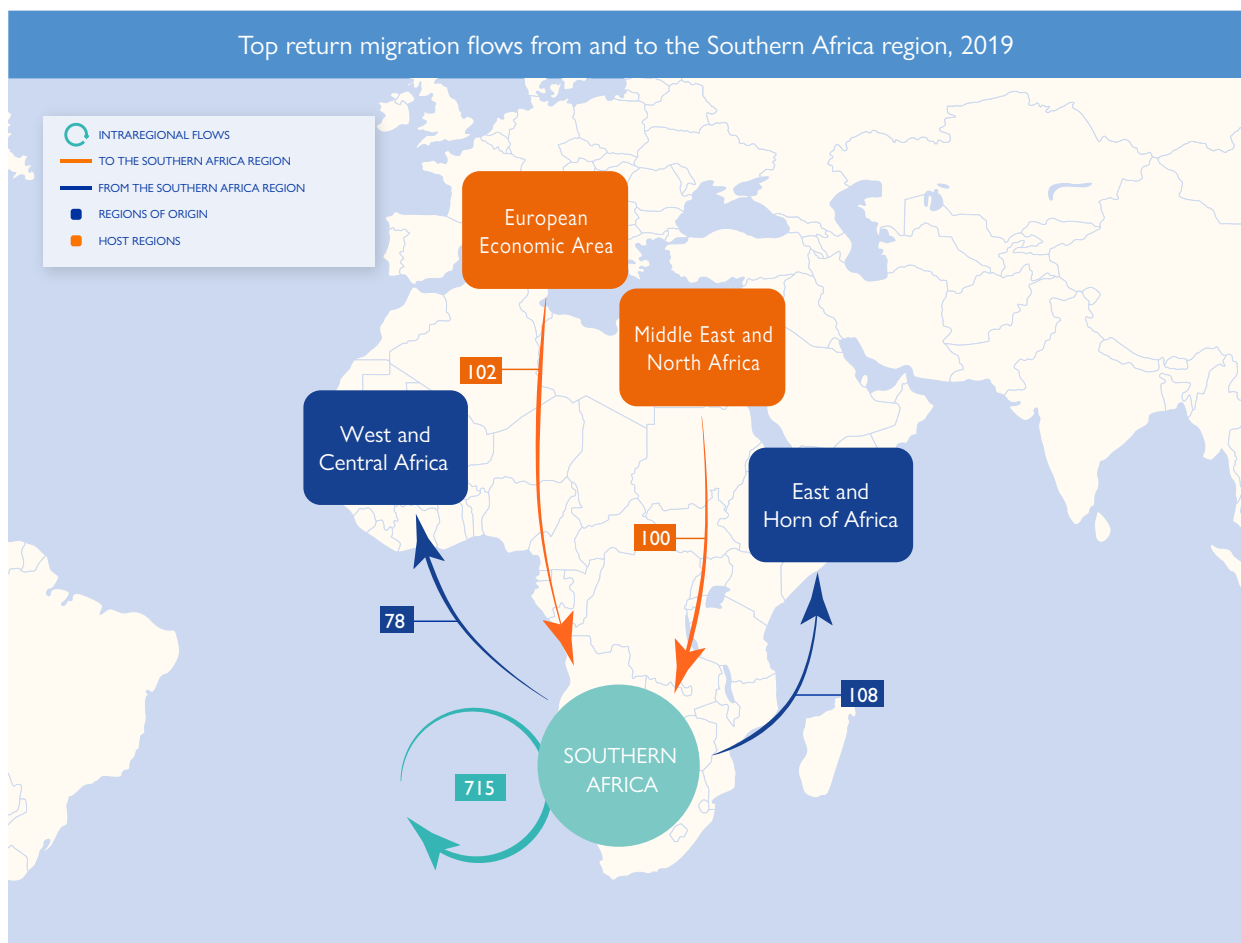 Top return migration flows from and to the Southern Africa region, 2019
INTRAREGIONAL FLOWS
TO THE SOUTHERN AFRICA REGION
FROM THE SOUTHERN AFRICA REGION
REGIONS OF ORIGIN
HOST REGIONS
European
Economic Area
Middle East and
North Africa
102
West and
Central Africa
East and
Horn of Africa
100
78
108
SOUTHERN
AFRICA
715